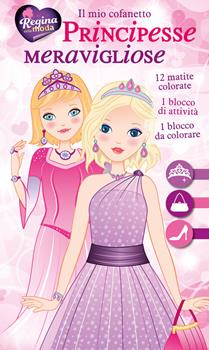 Regina
della moda
Il mio cofanetto
PRINCIPESSE
MERAVIGLIOSE
12 matite
colorate
1 blocco
di attività
1 blocco
da colorare